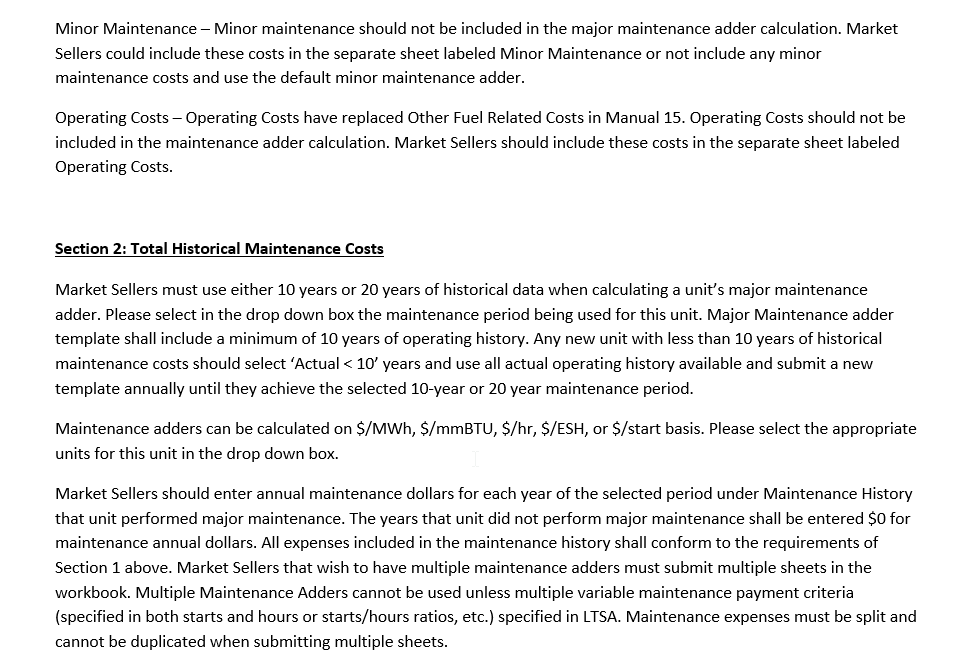 Minor Maintenance – Minor maintenance should not be included in the major maintenance adder calculation. Market
Sellers could include these costs in the separate sheet labeled Minor Maintenance or not include any minor
maintenance costs and use the default minor maintenance adder.
Operating Costs – Operating Costs have replaced Other Fuel Related Costs in Manual 15. Operating Costs should not be
included in the maintenance adder calculation. Market Sellers should include these costs in the separate sheet labeled
Operating Costs.
Section 2: Total Historical Maintenance Costs
Market Sellers must use either 10 years or 20 years of historical data when calculating a unit’s major maintenance
adder. Please select in the drop down box the maintenance period being used for this unit. Major Maintenance adder
template shall include a minimum of 10 years of operating history. Any new unit with less than 10 years of historical
maintenance costs should select ‘Actual < 10’ years and use all actual operating history available and submit a new
template annually until they achieve the selected 10-year or 20 year maintenance period.
Maintenance adders can be calculated on $/MWh, $/mmBTU, $/hr, $/ESH, or $/start basis. Please select the appropriate
units for this unit in the drop down box.
Market Sellers should enter annual maintenance dollars for each year of the selected period under Maintenance History
that unit performed major maintenance. The years that unit did not perform major maintenance shall be entered $0 for
maintenance annual dollars. All expenses included in the maintenance history shall conform to the requirements of
Section 1 above. Market Sellers that wish to have multiple maintenance adders must submit multiple sheets in the
workbook. Multiple Maintenance Adders cannot be used unless multiple variable maintenance payment criteria
(specified in both starts and hours or starts/hours ratios, etc.) specified in LTSA. Maintenance expenses must be split and
cannot be duplicated when submitting multiple sheets.